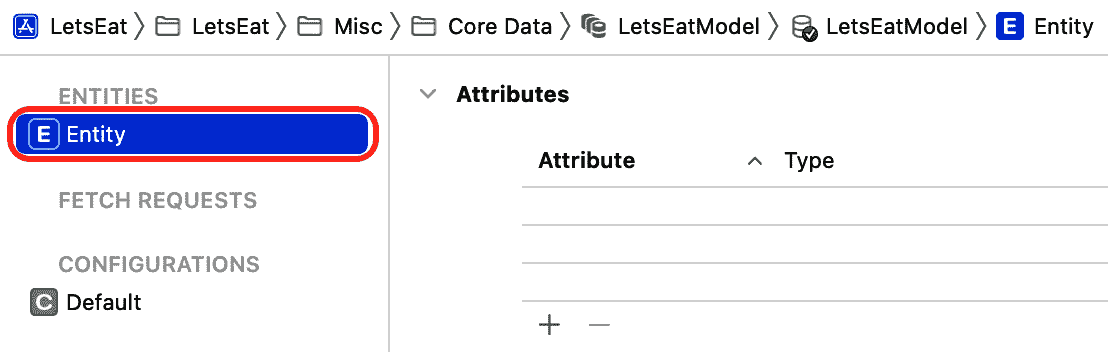 LetsEat LetsEat Misc Core Data LetsEatModel LetsEatModel E Entity
ENTITIES
Attributes
E Entity
Attribute Type
FETCH REQUESTS
CONFIGURATIONS
C Default